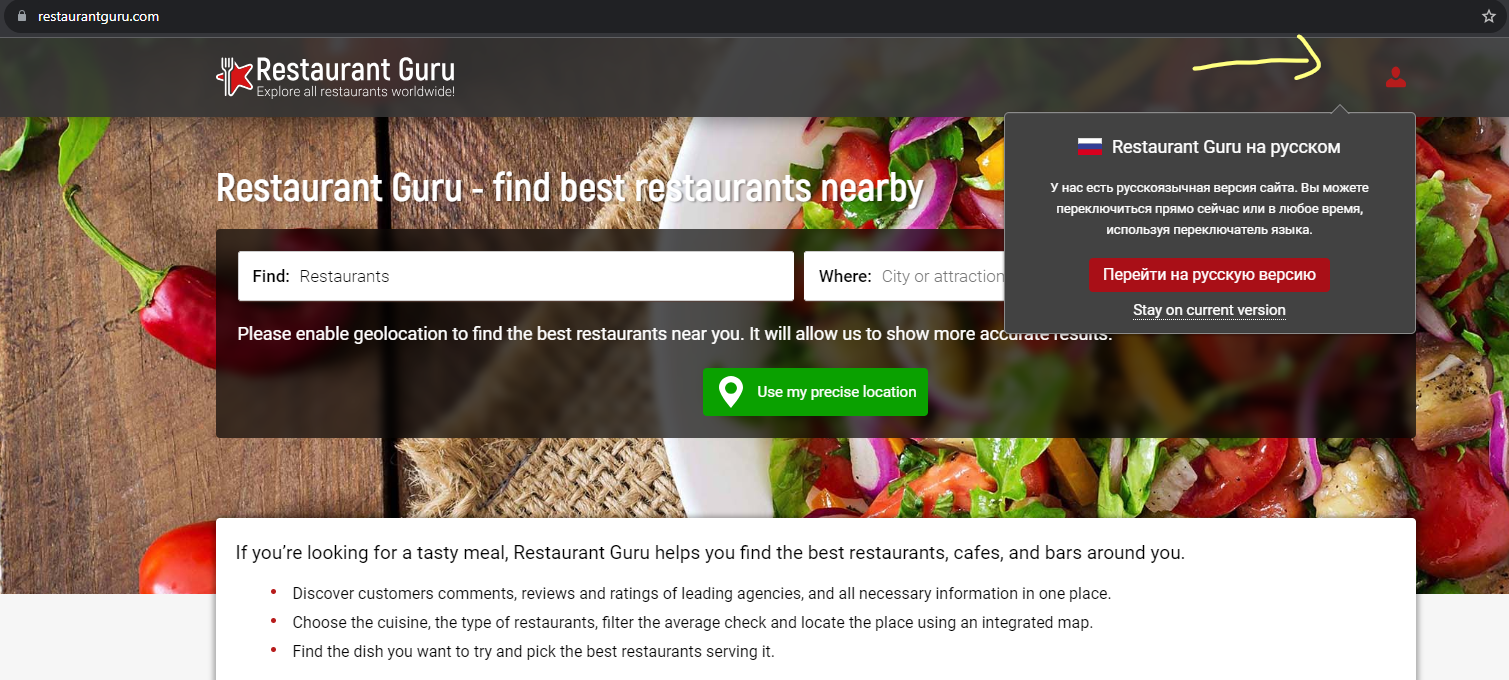 restaurantguru.com
Restaurant Guru
Explore all restaurants worldwide!
Restaurant Guru на русском
У нас есть русскоязычная версия сайта. Вы можете
переключиться прямо сейчас или в любое время,
используя переключатель языка.
Перейти на русскую версию
Stay on current version
Restaurant Guru - find best restaurants nearby
Find: Restaurants
Where: City or attraction
Please enable geolocation to find the best restaurants near you. It will allow us to show more accurate results.
Use my precise location
If you’re looking for a tasty meal, Restaurant Guru helps you find the best restaurants, cafes, and bars around you.
• Discover customers comments, reviews and ratings of leading agencies, and all necessary information in one place.
• Choose the cuisine, the type of restaurants, filter the average check and locate the place using an integrated map.
• Find the dish you want to try and pick the best restaurants serving it.